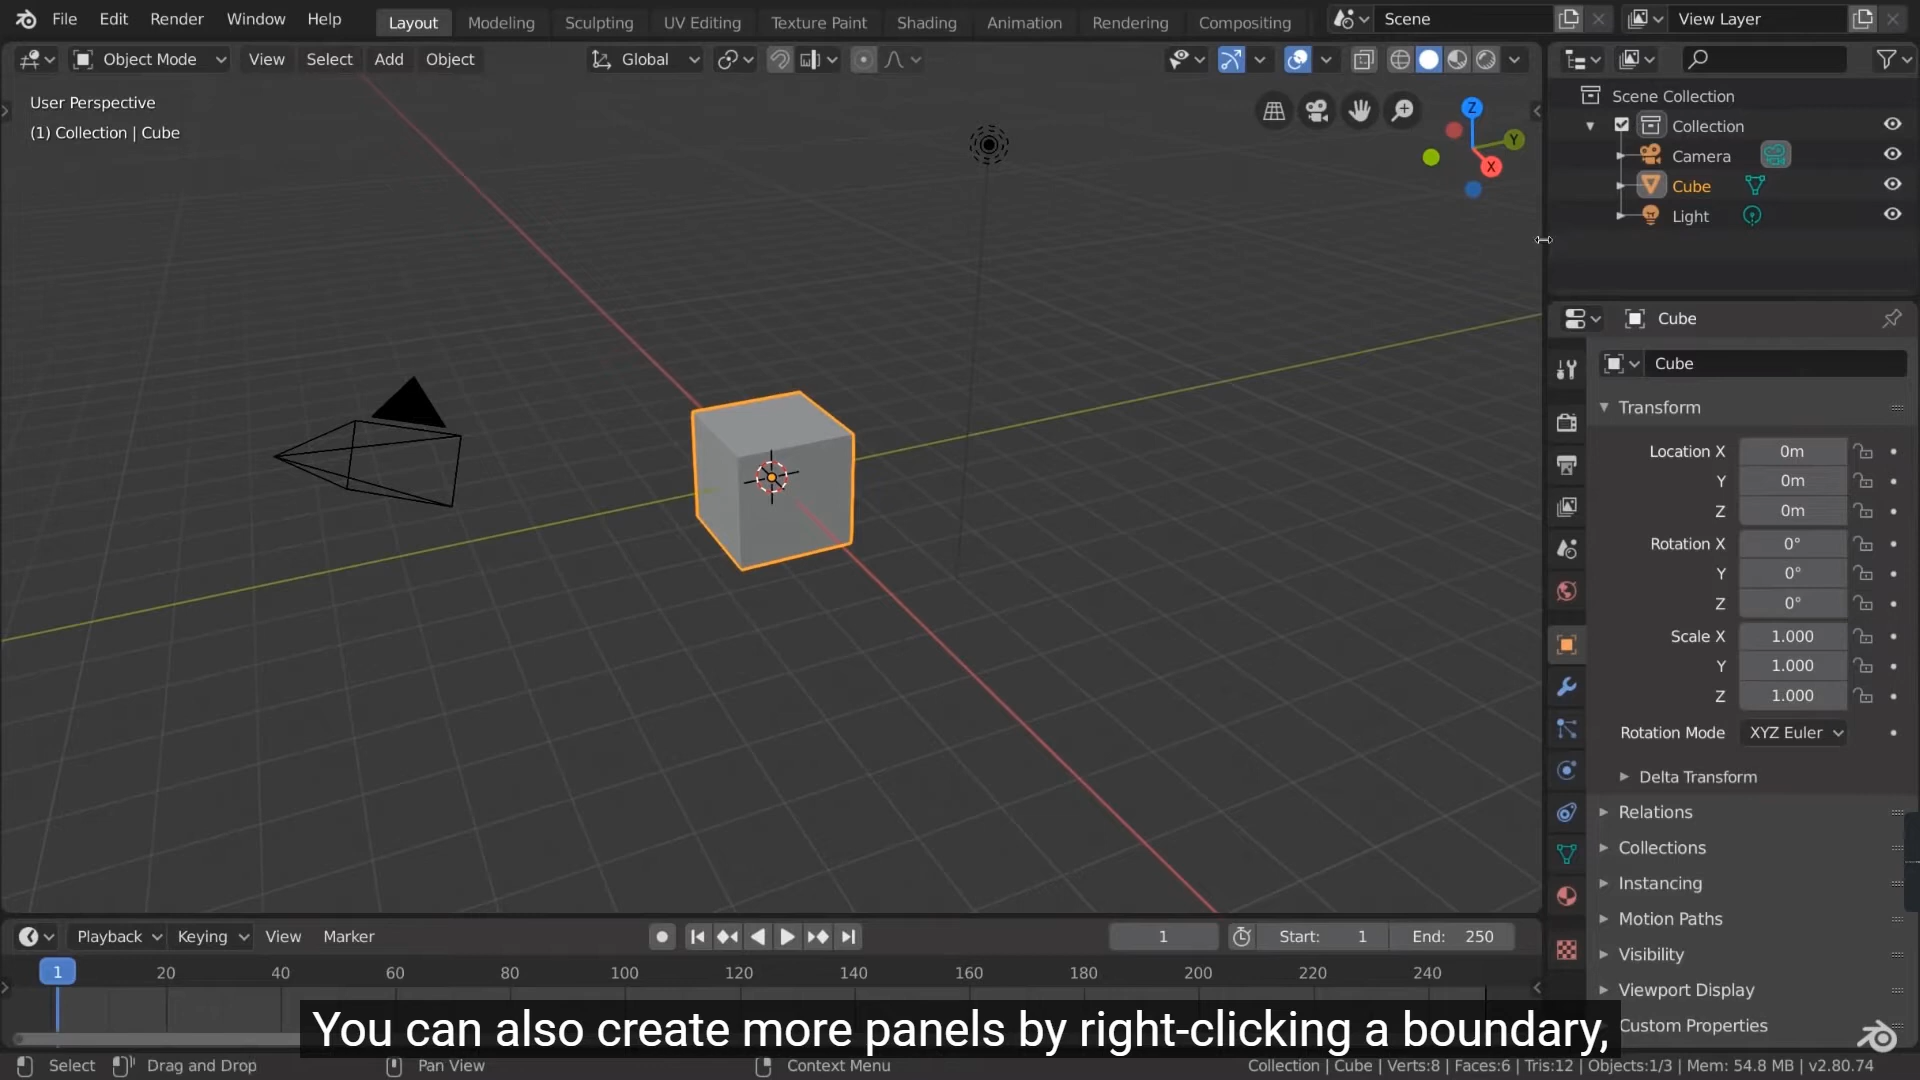 File Edit Render Window Help Layout Modeling Sculpting UV Editing Texture Paint Shading Animation Rendering Compositing Scene View Layer
Object Mode View Select Add Object Global
User Perspective
(1) Collection | Cube
Z
Y
X
Scene Collection
Collection
Camera
Cube
Light
Cube
Cube
Transform
Location X 0m
Y 0m
Z 0m
Rotation X 0°
Y 0°
Z 0°
Scale X 1.000
Y 1.000
Z 1.000
Rotation Mode XYZ Euler
Delta Transform
Relations
Collections
Instancing
Motion Paths
Visibility
Viewport Display
Custom Properties
Playback Keying View Marker 1 Start: 1 End: 250
1 20 40 60 80 100 120 140 160 180 200 220 240
You can also create more panels by right-clicking a boundary,
Select Drag and Drop Pan View Context Menu Collection | Cube | Verts:8 | Faces:6 | Tris:12 | Objects:1/3 | Mem: 54.8 MB | v2.80.74